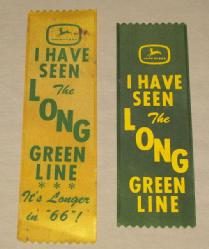 I HAVE
SEEN
The
LONG
GREEN
LINE
* * *
It's Longer
in "66"!
I HAVE
SEEN
The
LONG
GREEN
LINE